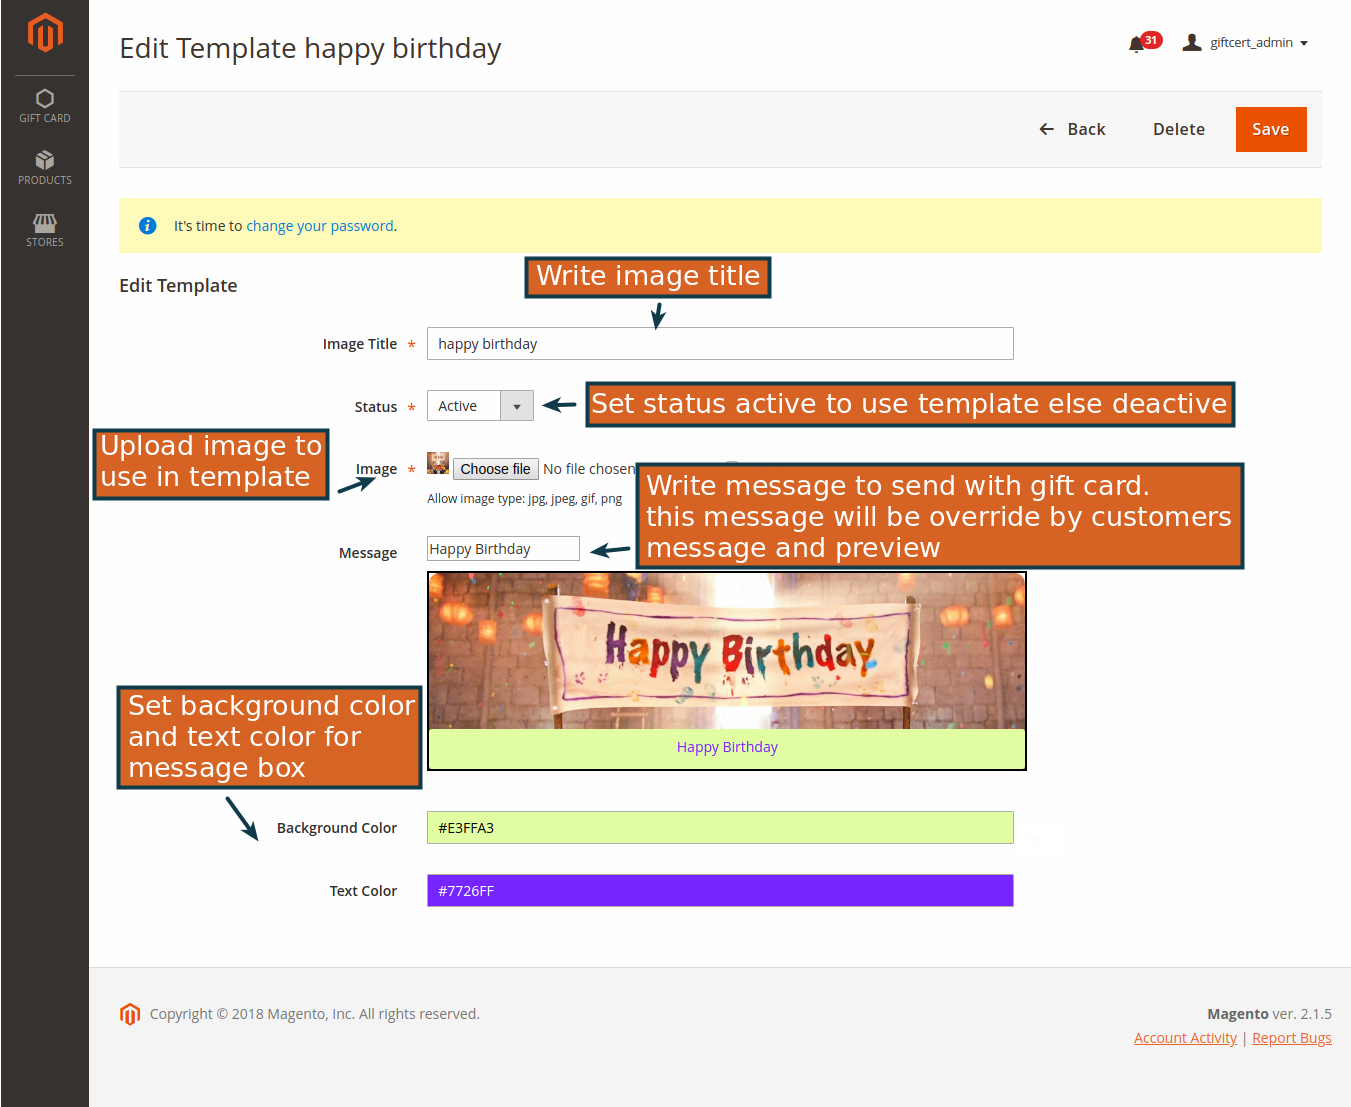 Edit Template happy birthday
31
giftcert_admin
GIFT CARD
PRODUCTS
STORES
Back
Delete
Save
It's time to change your password.
Edit Template
Write image title
Image Title *
happy birthday
Status *
Active
Set status active to use template else deactive
Upload image to
use in template
Image *
Choose file No file chosen
Allow image type: jpg, jpeg, gif, png
Write message to send with gift card.
this message will be override by customers
message and preview
Message
Happy Birthday
Happy Birthday
Happy Birthday
Set background color
and text color for
message box
Background Color
#E3FFA3
Text Color
#7726FF
Copyright © 2018 Magento, Inc. All rights reserved.
Magento ver. 2.1.5
Account Activity | Report Bugs